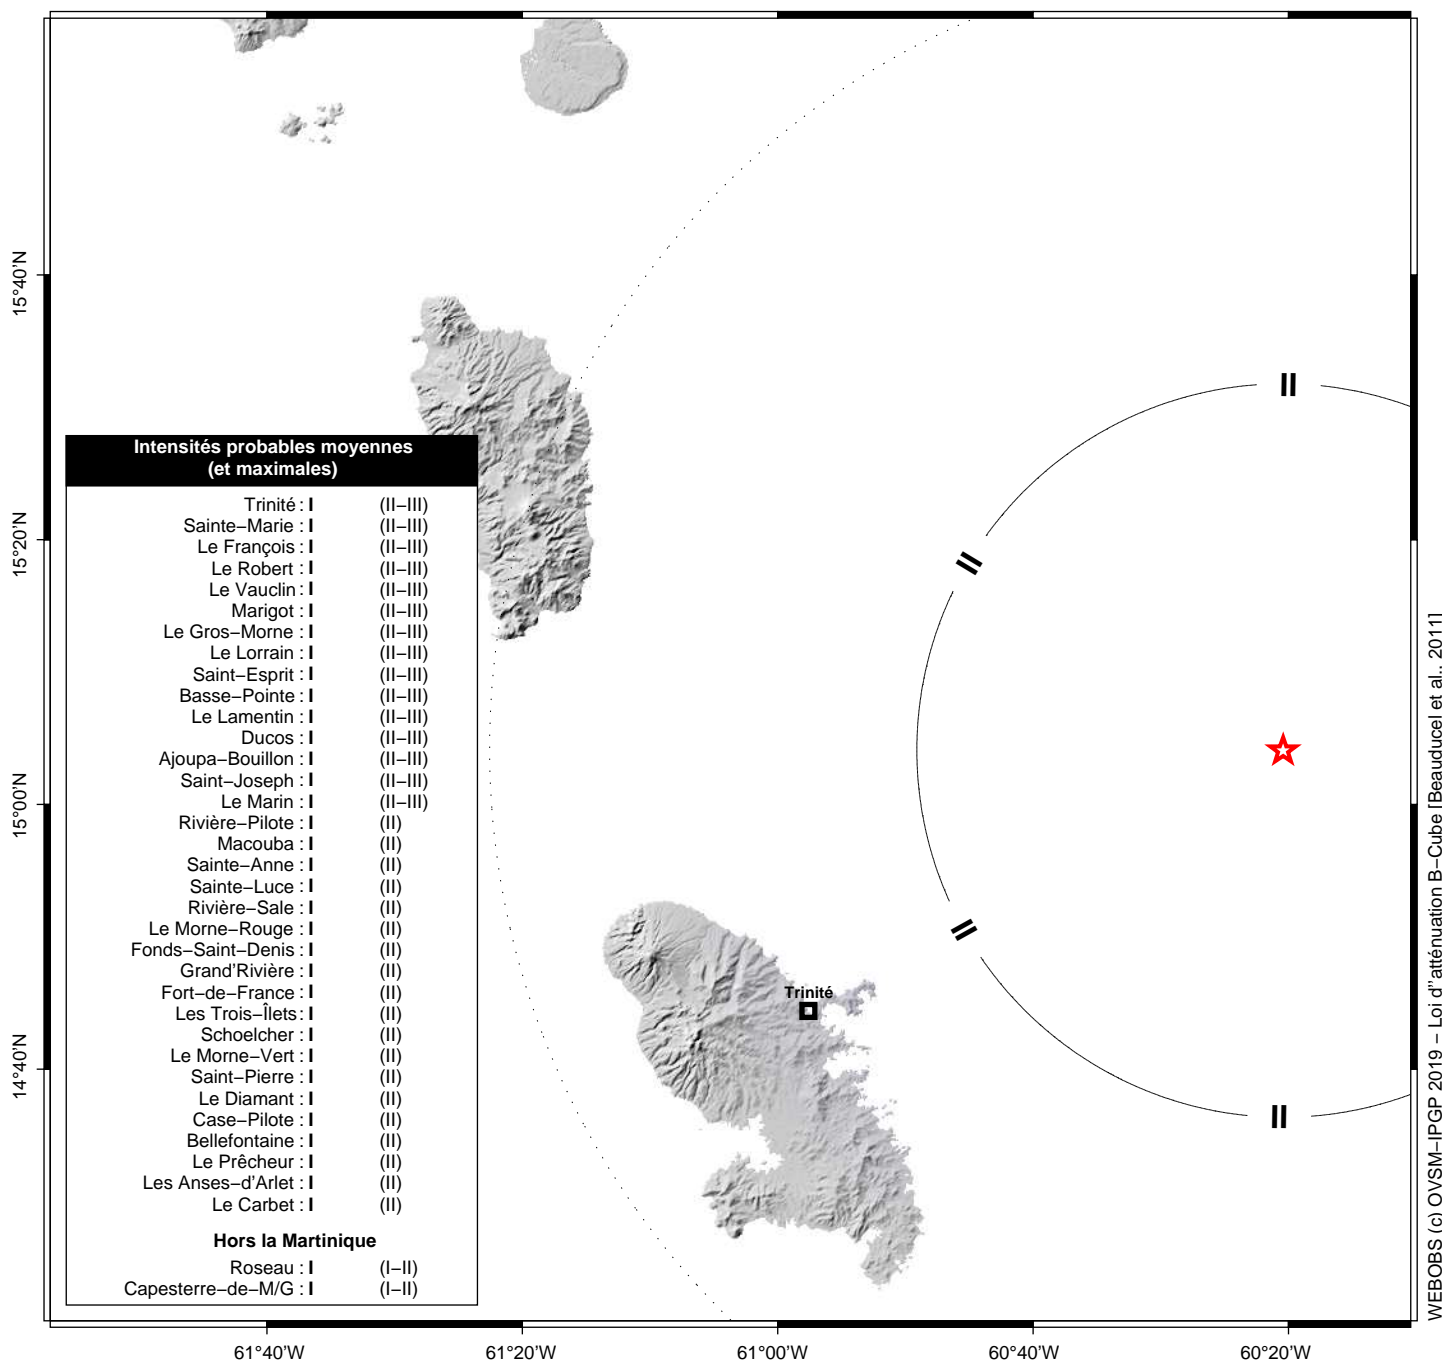 II
15°40'N
Intensités probables moyennes
(et maximales)
Trinité : I (II–III)
Sainte–Marie : I (II–III)
15°20'N
Le François : I (II–III)
II
Le Robert : I (II–III)
Le Vauclin : I (II–III)
Marigot : I (II–III)
Le Gros–Morne : I (II–III)
Le Lorrain : I (II–III)
Saint–Esprit : I (II–III)
Basse–Pointe : I (II–III)
Le Lamentin : I (II–III)
Ducos : I (II–III)
Ajoupa–Bouillon : I (II–III)
Saint–Joseph : I (II–III)
15°00'N
Le Marin : I (II–III)
Rivière–Pilote : I (II)
Macouba : I (II)
Sainte–Anne : I (II)
Sainte–Luce : I (II)
Rivière–Sale : I (II)
Le Morne–Rouge : I (II)
II
Fonds–Saint–Denis : I (II)
Grand'Rivière : I (II)
Fort–de–France : I (II)
Trinité
Les Trois–Îlets : I (II)
Schoelcher : I (II)
Le Morne–Vert : I (II)
14°40'N
Saint–Pierre : I (II)
Le Diamant : I (II)
Case–Pilote : I (II)
II
Bellefontaine : I (II)
Le Prêcheur : I (II)
Les Anses–d'Arlet : I (II)
Le Carbet : I (II)
Hors la Martinique
Roseau : I (I–II)
Capesterre–de–M/G : I (I–II)
61°40'W 61°20'W 61°00'W 60°40'W 60°20'W
WEBOBS (c) OVSM–IPGP 2019 – Loi d''atténuation B–Cube [Beauducel et al., 2011]